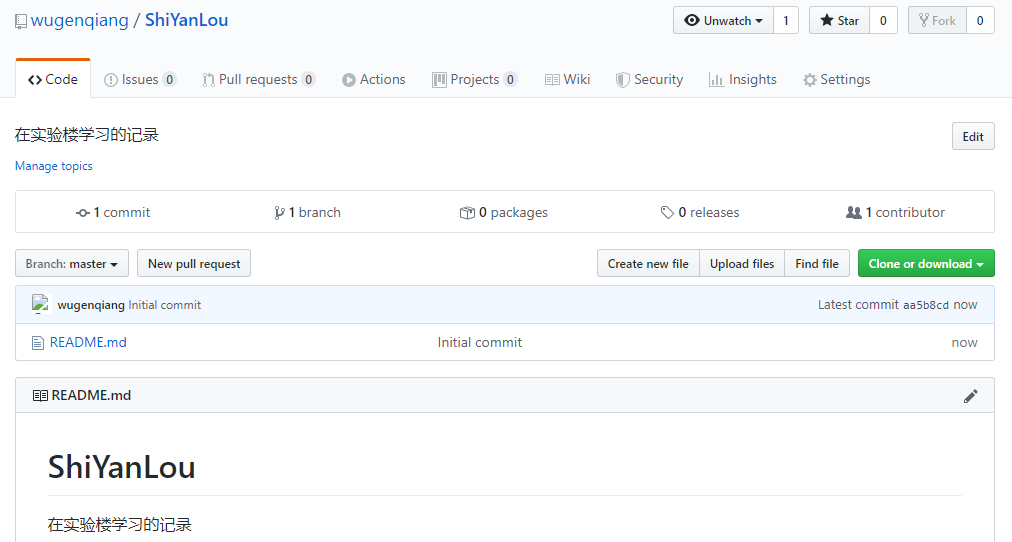 wugenqiang / ShiYanLou Unwatch 1 Star 0 Fork 0
Code Issues 0 Pull requests 0 Actions Projects 0 Wiki Security Insights Settings
在实验楼学习的记录 Edit
Manage topics
1 commit 1 branch 0 packages 0 releases 1 contributor
Branch: master New pull request Create new file Upload files Find file Clone or download
wugenqiang Initial commit Latest commit aa5b8cd now
README.md Initial commit now
README.md
ShiYanLou
在实验楼学习的记录